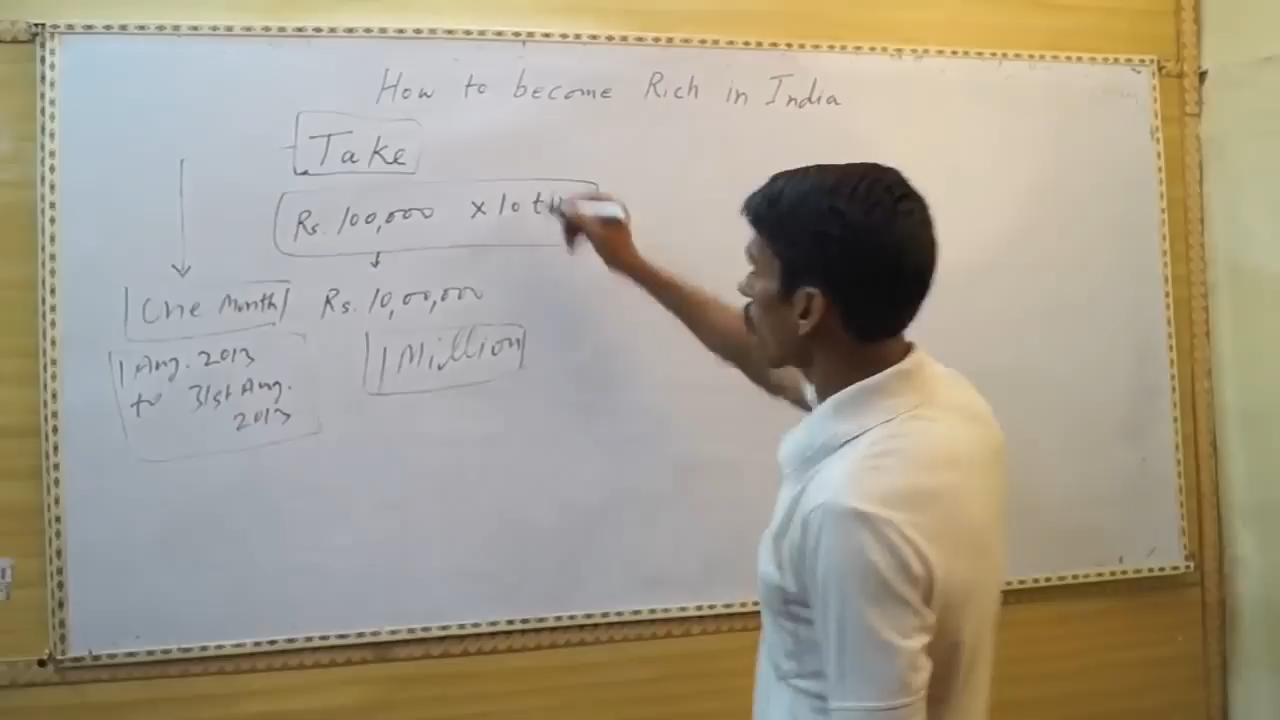 How to become Rich in India
Take
Rs. 100,000 x 10
One Month Rs. 10,00,000
1 Million
1 Aug. 2013
to 31st Aug.
2013